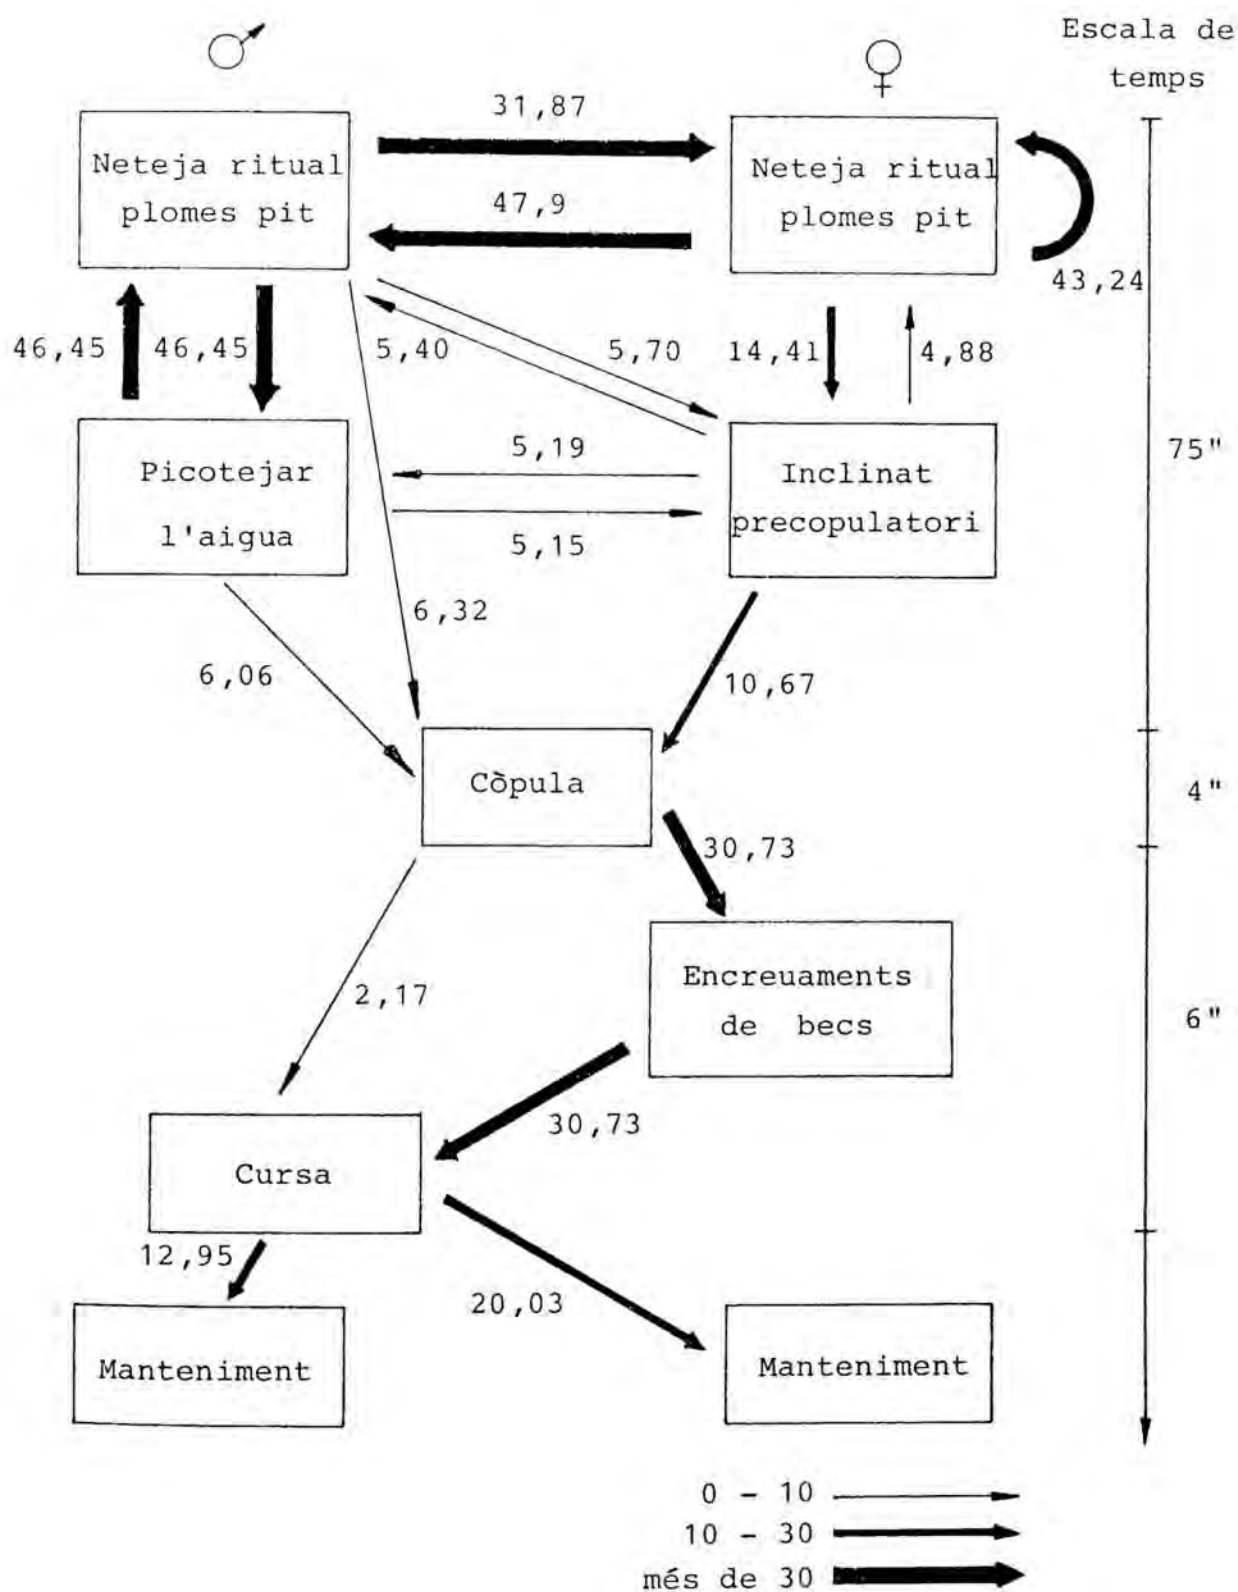 Escala de
temps
31,87
Neteja ritual
plomes pit
47,9
Neteja ritual
plomes pit
43,24
46,45
46,45
5,40
5,70
14,41
4,88
Picotejar
l'aigua
5,19
5,15
Inclinat
precopulatori
75"
6,32
6,06
10,67
Còpula
4"
30,73
Encreuaments
de becs
6"
2,17
30,73
Cursa
12,95
20,03
Manteniment
Manteniment
0 - 10
10 - 30
més de 30